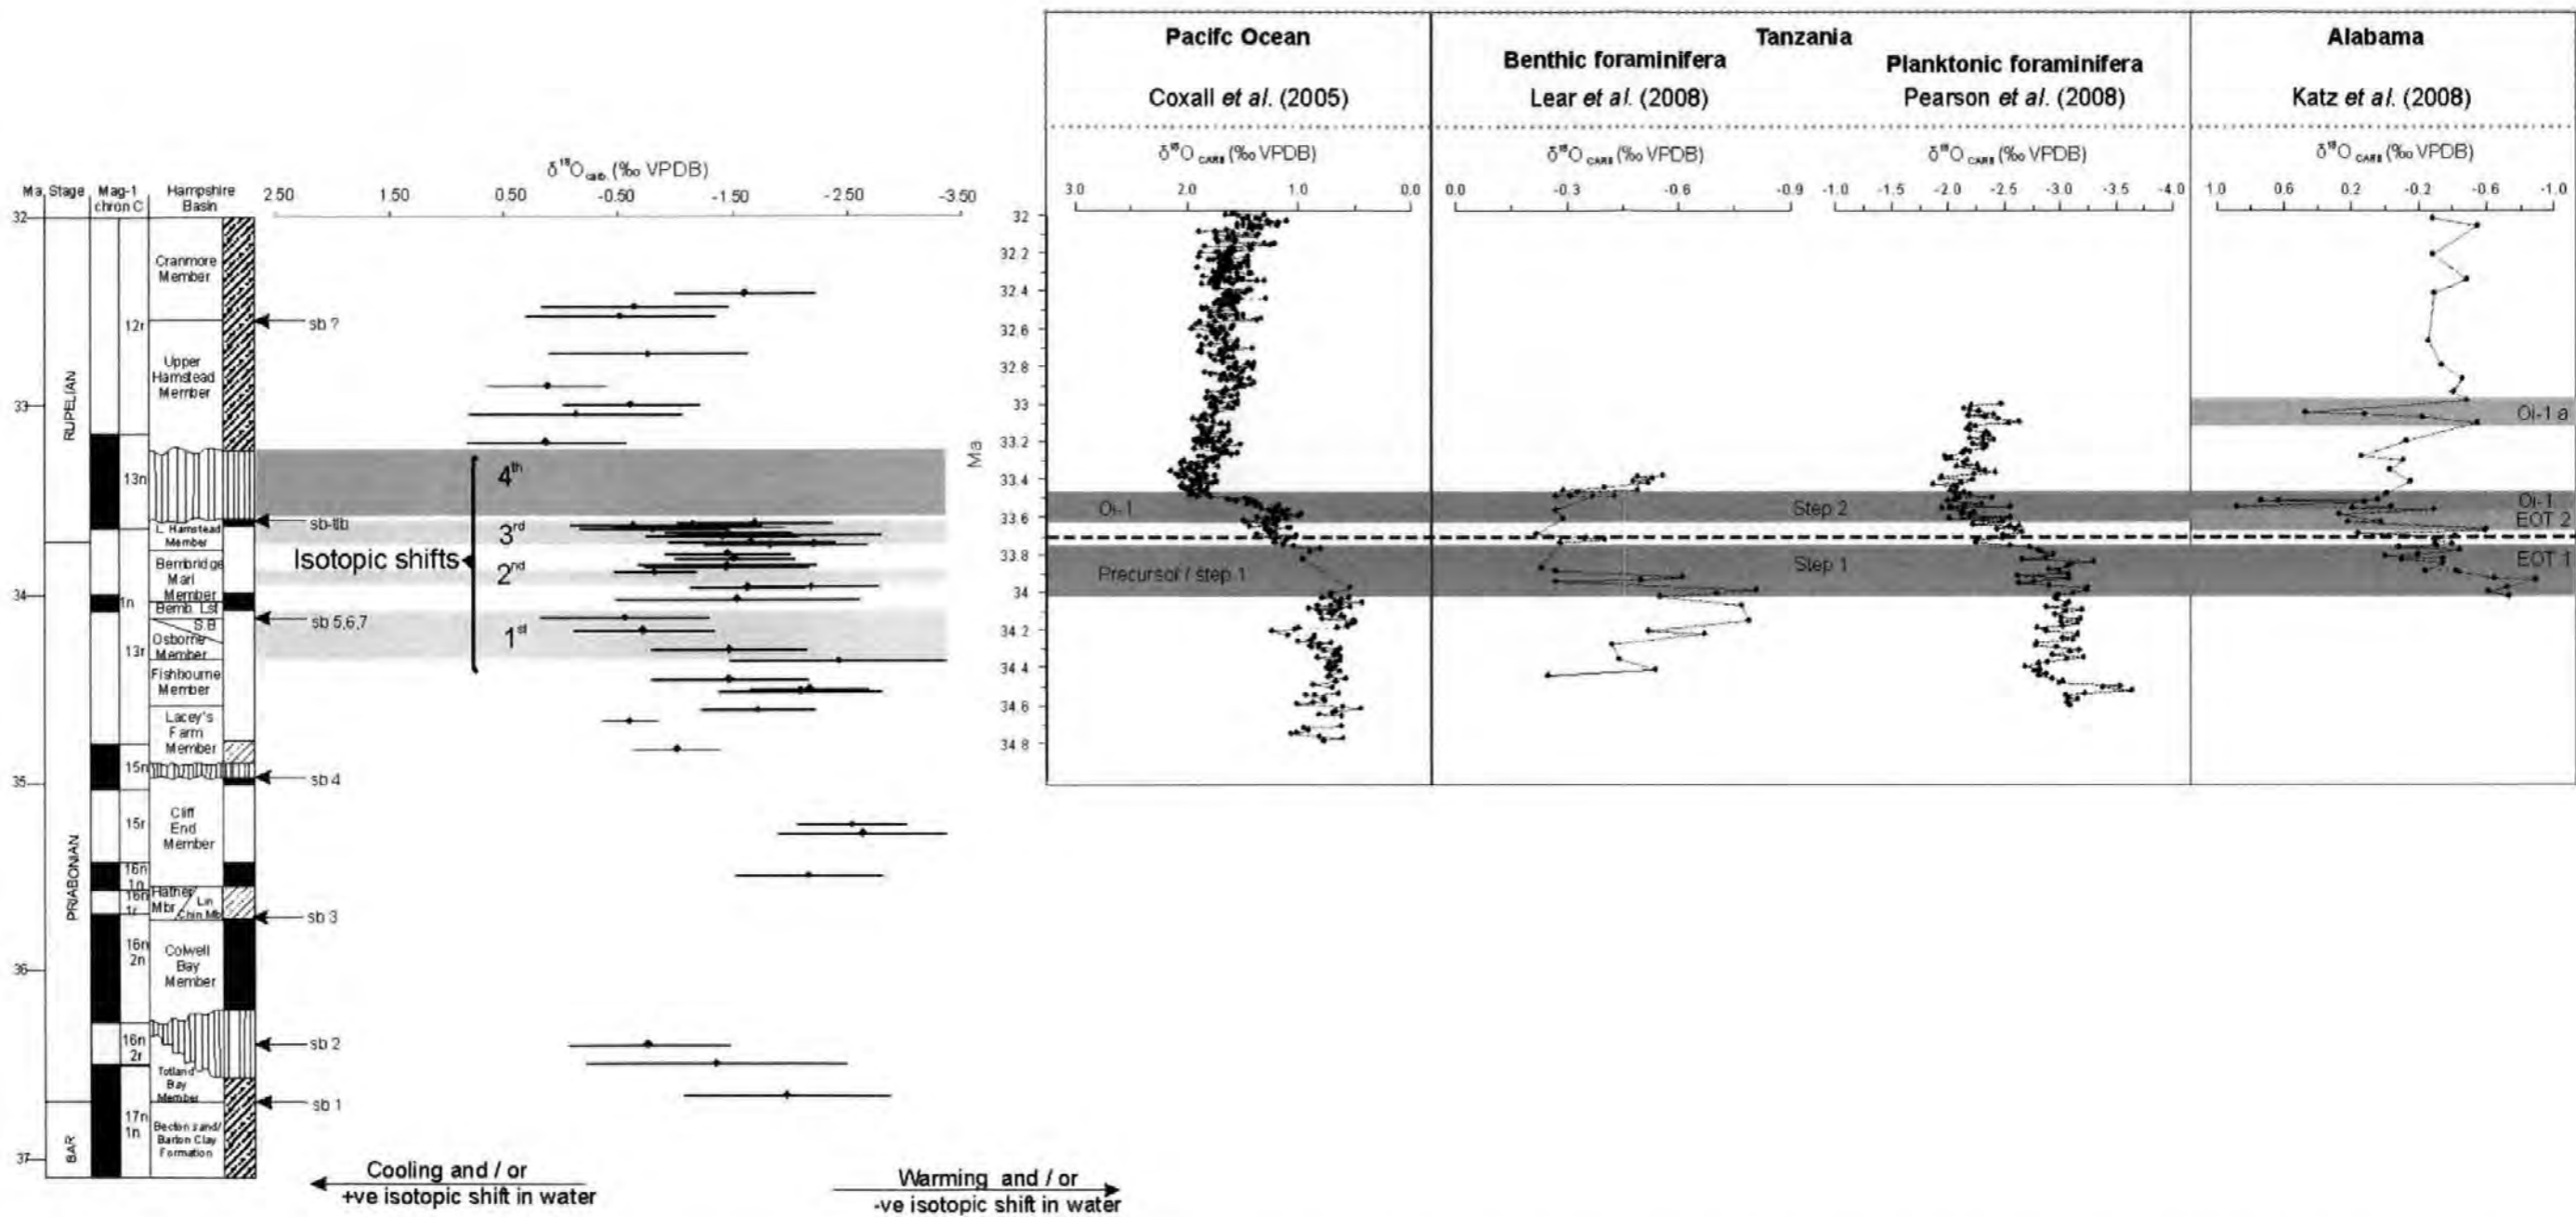 Pacifc Ocean
Coxall et al. (2005)
Tanzania
Benthic foraminifera
Lear et al. (2008)
Planktonic foraminifera
Pearson et al. (2008)
Alabama
Katz et al. (2008)
δ18O CARB (‰ VPDB)
δ18O CARB (‰ VPDB)
δ18O CARB (‰ VPDB)
δ18O CARB (‰ VPDB)
3.0 2.0 1.0 0.0
0.0 -0.3 -0.6 -0.9
-1.0 -1.5 -2.0 -2.5 -3.0 -3.5 -4.0
1.0 0.6 0.2 -0.2 -0.6 -1.0
δ18O carb. (‰ VPDB)
Ma Stage Mag-1 chron C Hampshire Basin
2.50 1.50 0.50 -0.50 -1.50 -2.50 -3.50
32
33
34
35
36
37
RUPELIAN
PRIABONIAN
BAR
12r
13n
1n
13r
15n
15r
16n
1n
16n
1r
16n
2n
16n
2r
17n
1n
Cranmore
Member
Upper
Hamstead
Member
L. Hamstead
Member
Bembridge
Marl
Member
Bemb. Lst
S.B
Osborne
Member
Fishbourne
Member
Lacey's
Farm
Member
Cliff
End
Member
Hather
Mbr
Lin
Chin Mb
Colwell
Bay
Member
Totland
Bay
Member
Becton sand/
Barton Clay
Formation
sb ?
sb-tlb
sb 5,6,7
sb 4
sb 3
sb 2
sb 1
Isotopic shifts
4th
3rd
2nd
1st
Cooling and / or
+ve isotopic shift in water
Warming and / or
-ve isotopic shift in water
Ma
32
32.2
32.4
32.6
32.8
33
33.2
33.4
33.6
33.8
34
34.2
34.4
34.6
34.8
Oi-1
Precursor / step 1
Step 2
Step 1
Oi-1 a
Oi-1
EOT 2
EOT 1